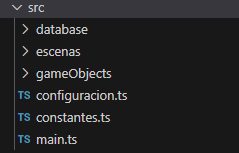 src
database
escenas
gameObjects
TS configuracion.ts
TS constantes.ts
TS main.ts